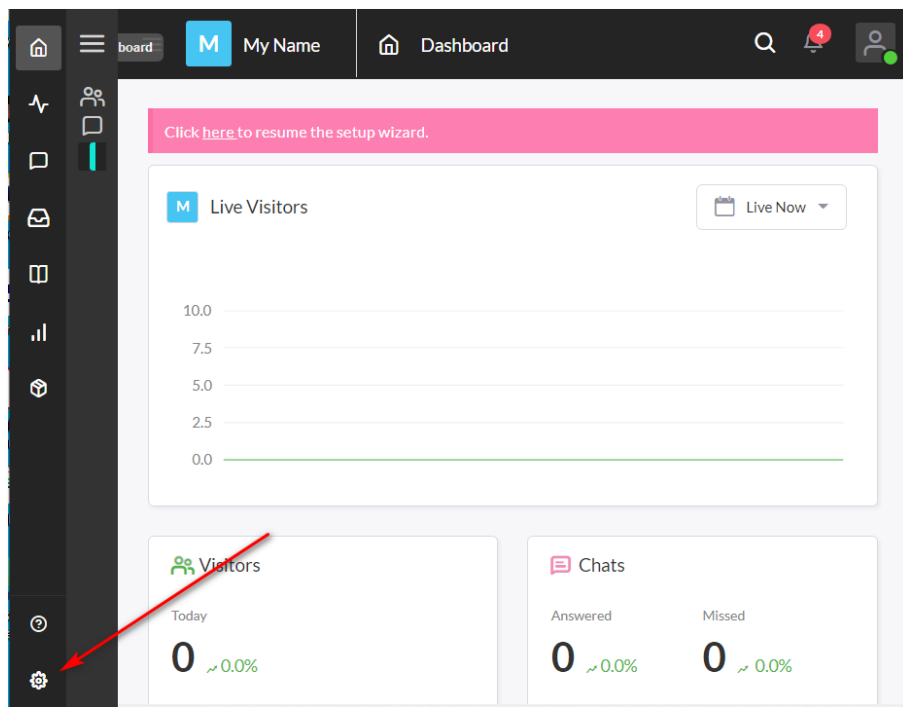 board
M My Name
Dashboard
4
Click here to resume the setup wizard.
M Live Visitors
Live Now
10.0
7.5
5.0
2.5
0.0
Visitors
Today
0 0.0%
Chats
Answered Missed
0 0.0% 0 0.0%